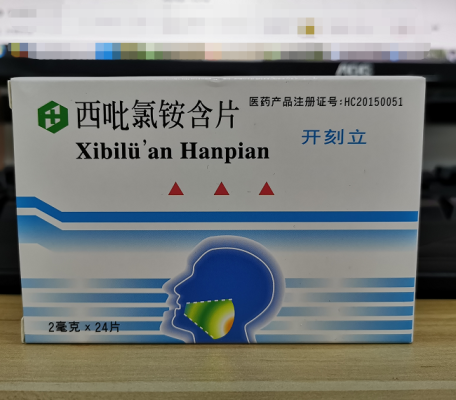 西吡氯铵含片
医药产品注册证号:HC20150051
Xibilü'an Hanpian
开刻立
2毫克 x 24片
AOC